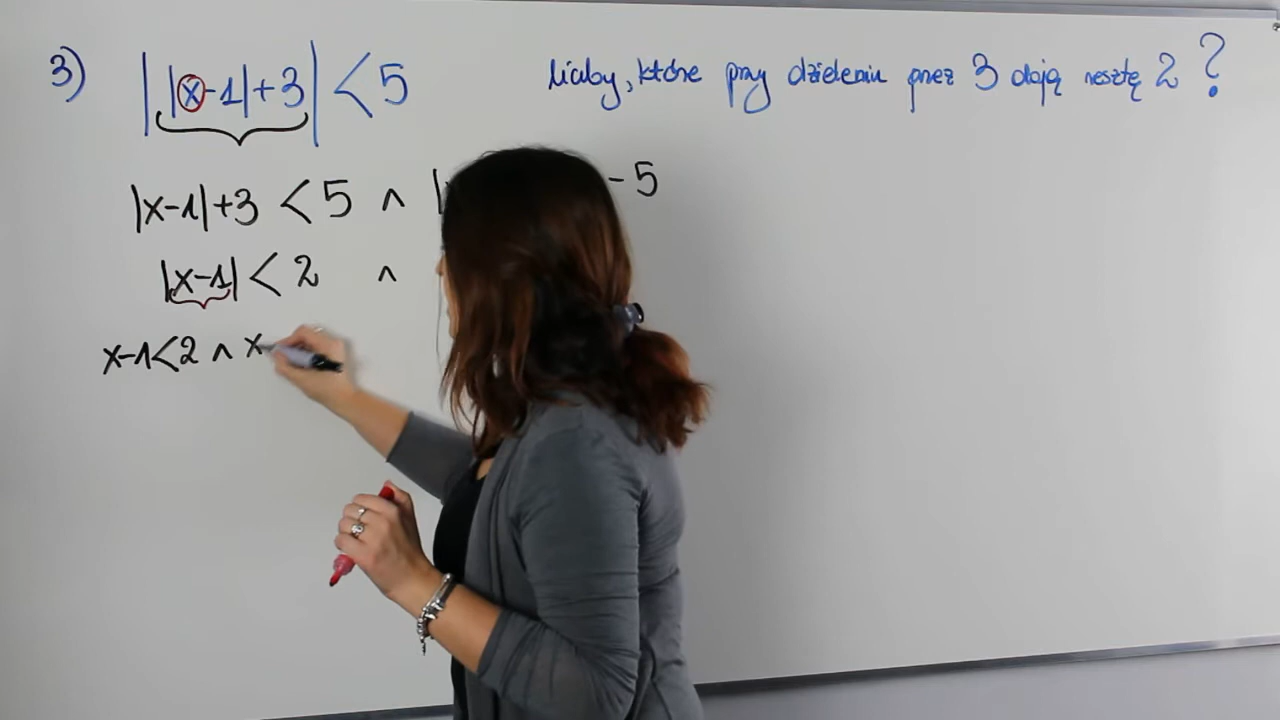 3) ||x-1|+3| < 5
liczby, które przy dzieleniu przez 3 dają resztę 2 ?
|x-1|+3 < 5 ∧ | -5
|x-1| < 2 ∧
x-1<2 ∧ x